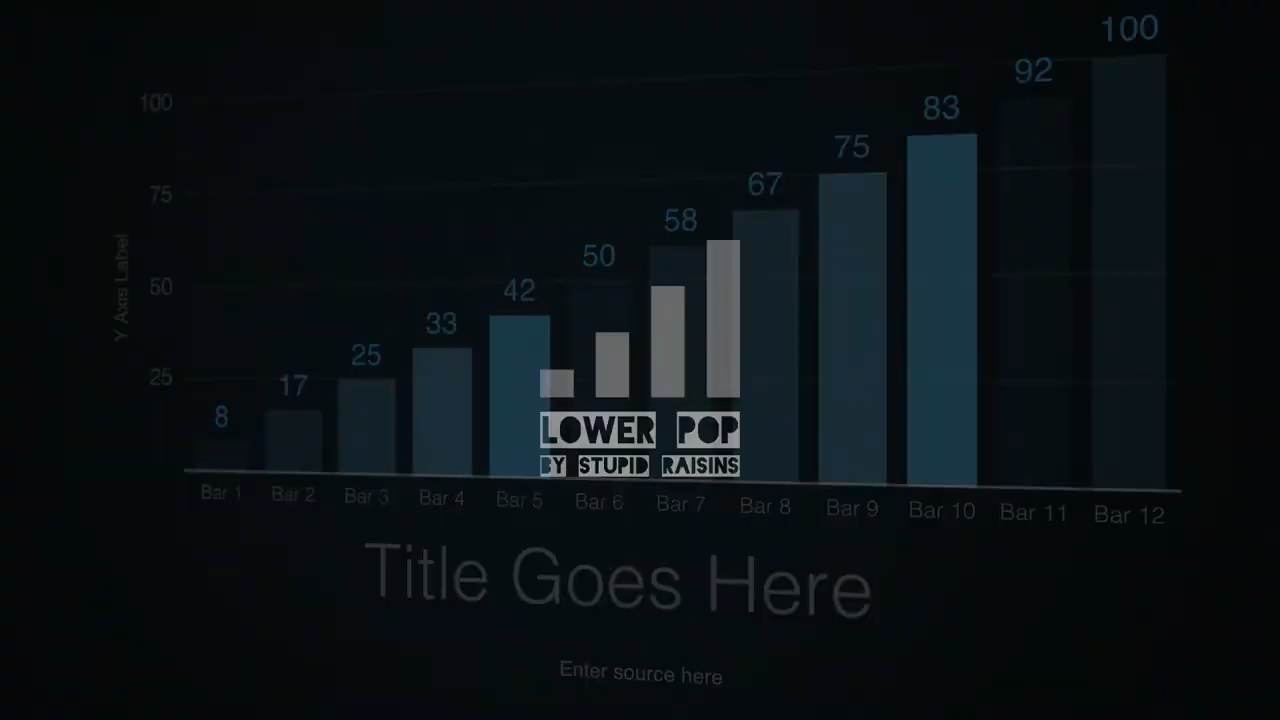 100
92
100
83
75
75
67
58
50
50
42
33
25
25
17
8
Y Axis Label
LOWER POP
BY STUPID RAISINS
Bar 1 Bar 2 Bar 3 Bar 4 Bar 5 Bar 6 Bar 7 Bar 8 Bar 9 Bar 10 Bar 11 Bar 12
Title Goes Here
Enter source here